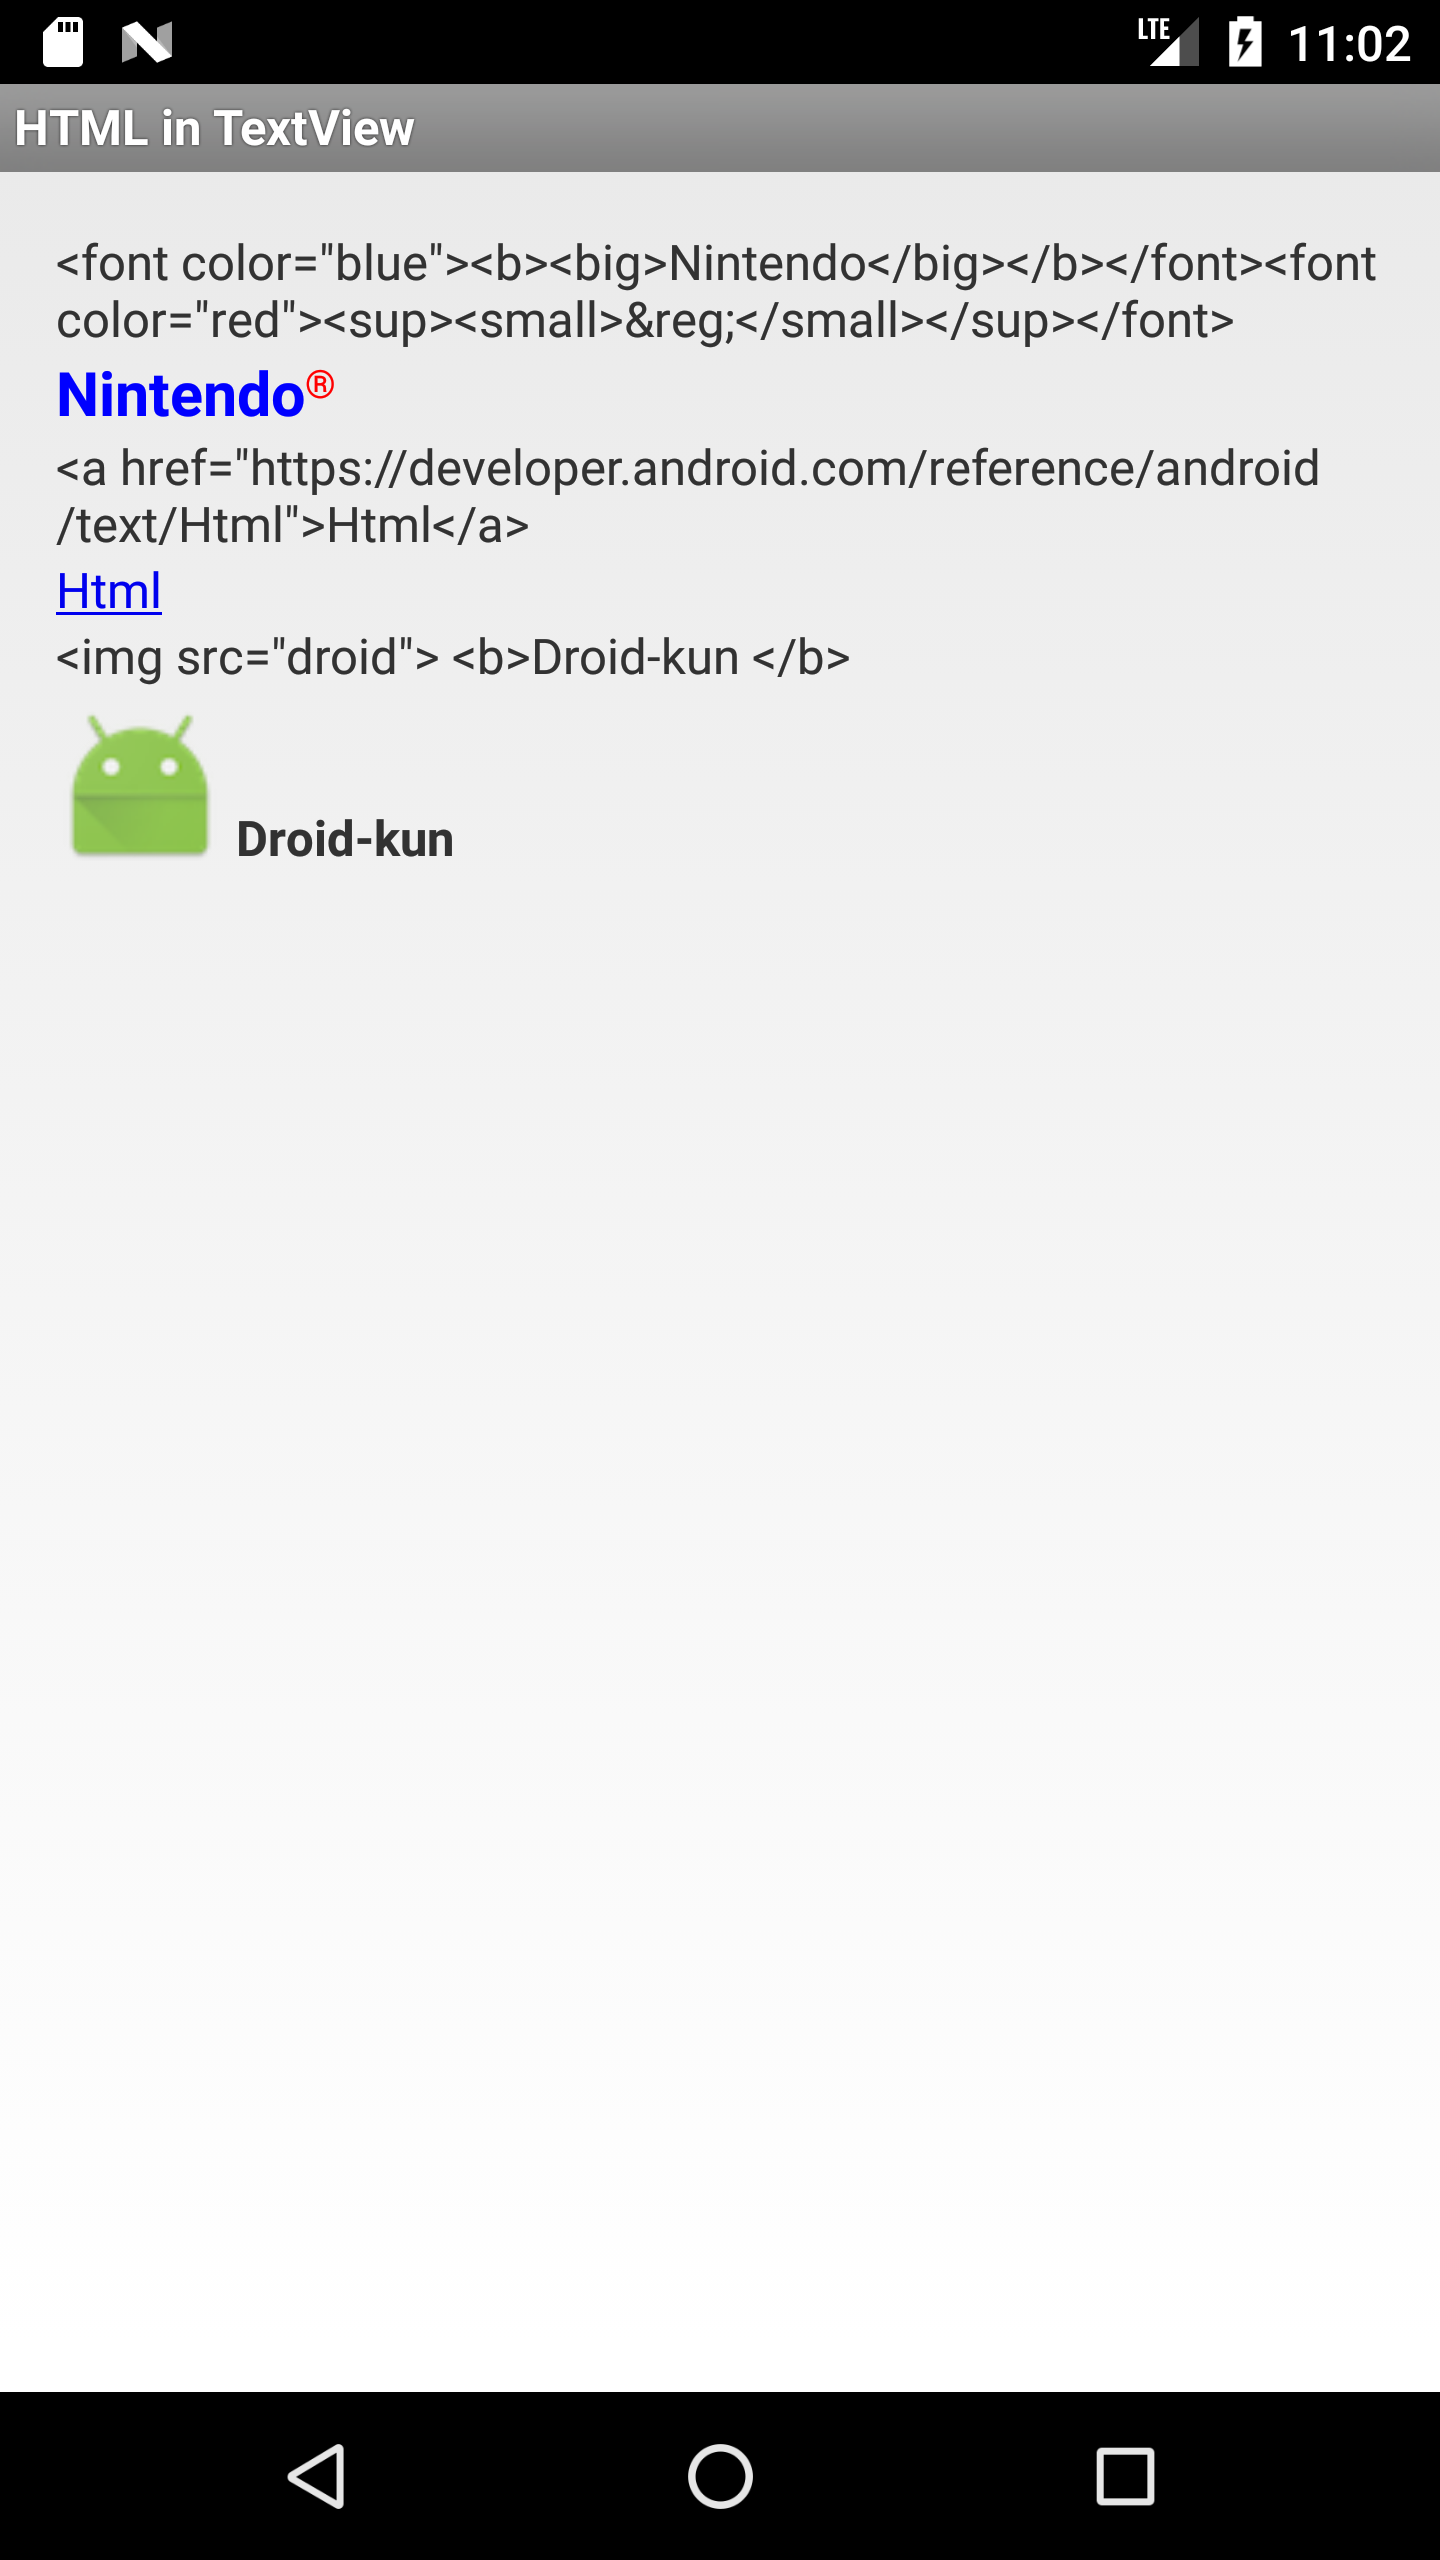 LTE 11:02
HTML in TextView
<font color="blue"><b><big>Nintendo</big></b></font><font
color="red"><sup><small>&reg;</small></sup></font>
Nintendo®
<a href="https://developer.android.com/reference/android
/text/Html">Html</a>
Html
<img src="droid"> <b>Droid-kun </b>
Droid-kun